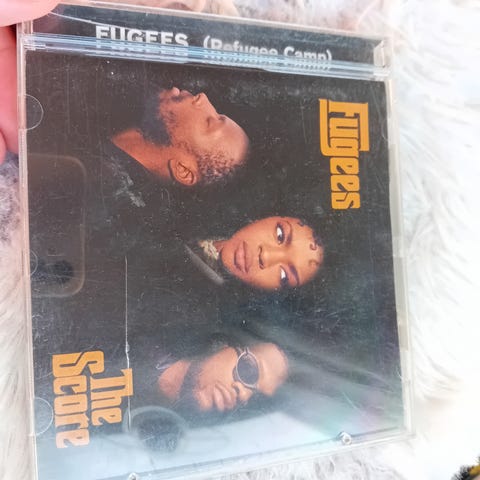 FUGEES (Refugee Camp)
Fugees
The
Score